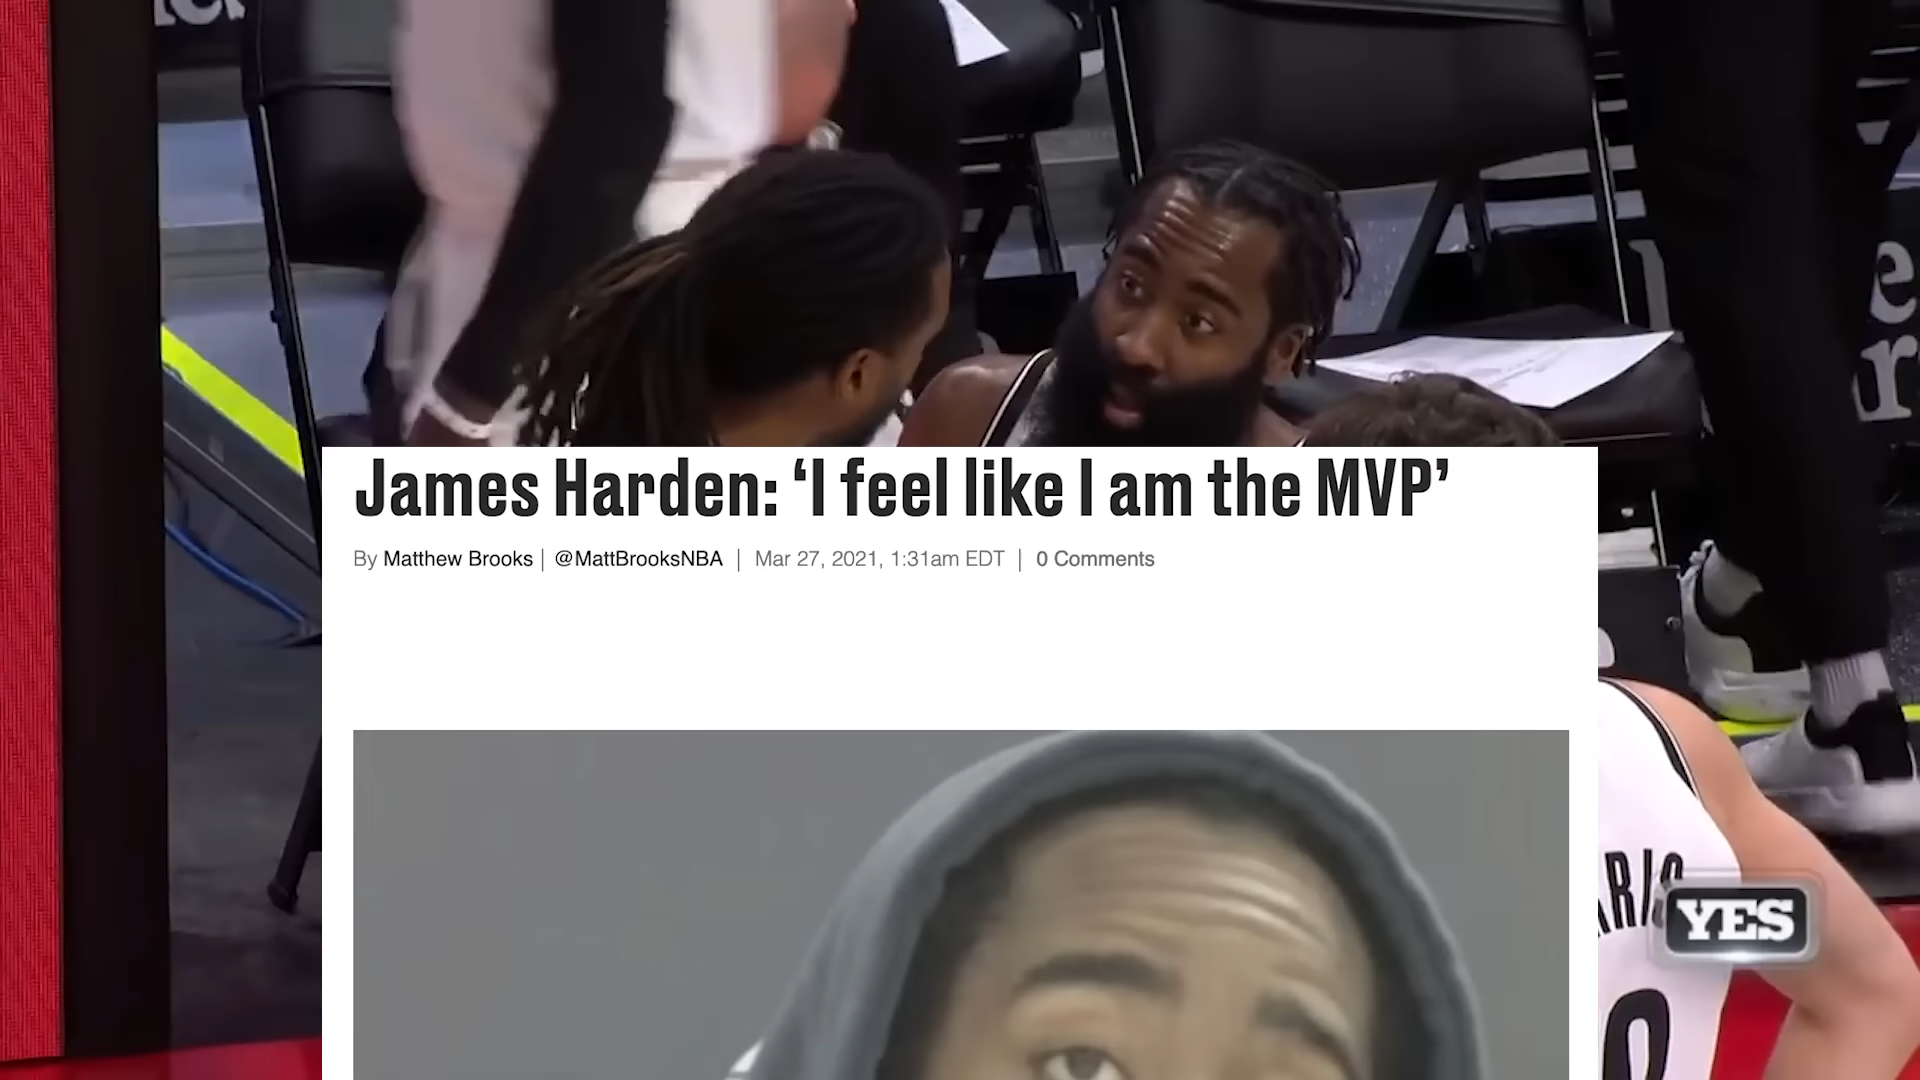 James Harden: ‘I feel like I am the MVP’
By Matthew Brooks | @MattBrooksNBA | Mar 27, 2021, 1:31am EDT | 0 Comments
YES